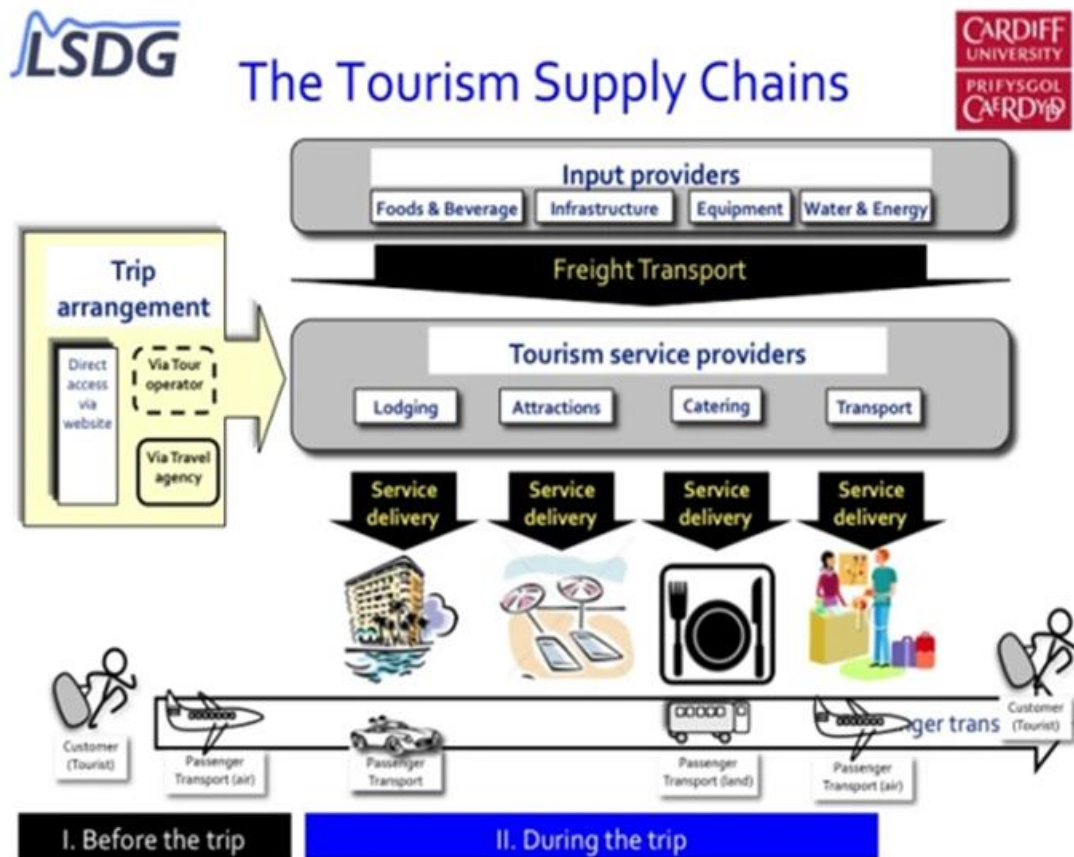 LSDG
The Tourism Supply Chains
CARDIFF
UNIVERSITY
PRIFYSGOL
CAERDYDD
Input providers
Foods & Beverage
Infrastructure
Equipment
Water & Energy
Freight Transport
Trip
arrangement
Direct
access
via
website
Via Tour
operator
Via Travel
agency
Tourism service providers
Lodging
Attractions
Catering
Transport
Service
delivery
Service
delivery
Service
delivery
Service
delivery
Customer
(Tourist)
Passenger
Transport (air)
Passenger
Transport
Passenger
Transport (land)
Passenger
Transport (air)
Customer
(Tourist)
I. Before the trip
II. During the trip